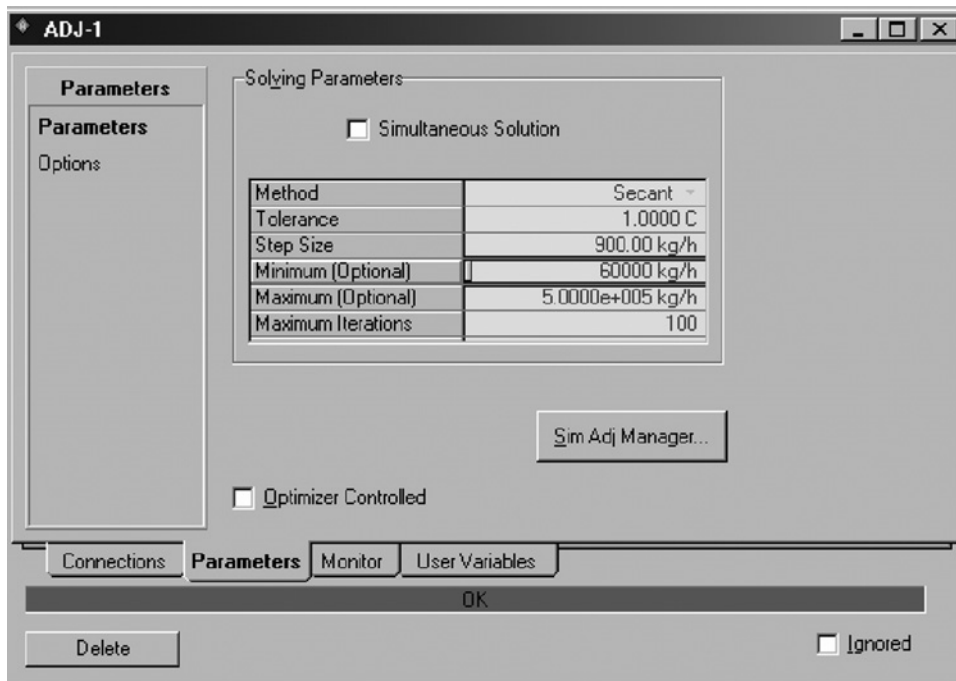 ADJ-1
Parameters
Parameters
Options
Solving Parameters
Simultaneous Solution
Method Secant
Tolerance 1.0000 C
Step Size 900.00 kg/h
Minimum (Optional) 60000 kg/h
Maximum (Optional) 5.0000e+005 kg/h
Maximum Iterations 100
Sim Adj Manager...
Optimizer Controlled
Connections Parameters Monitor User Variables
OK
Delete Ignored